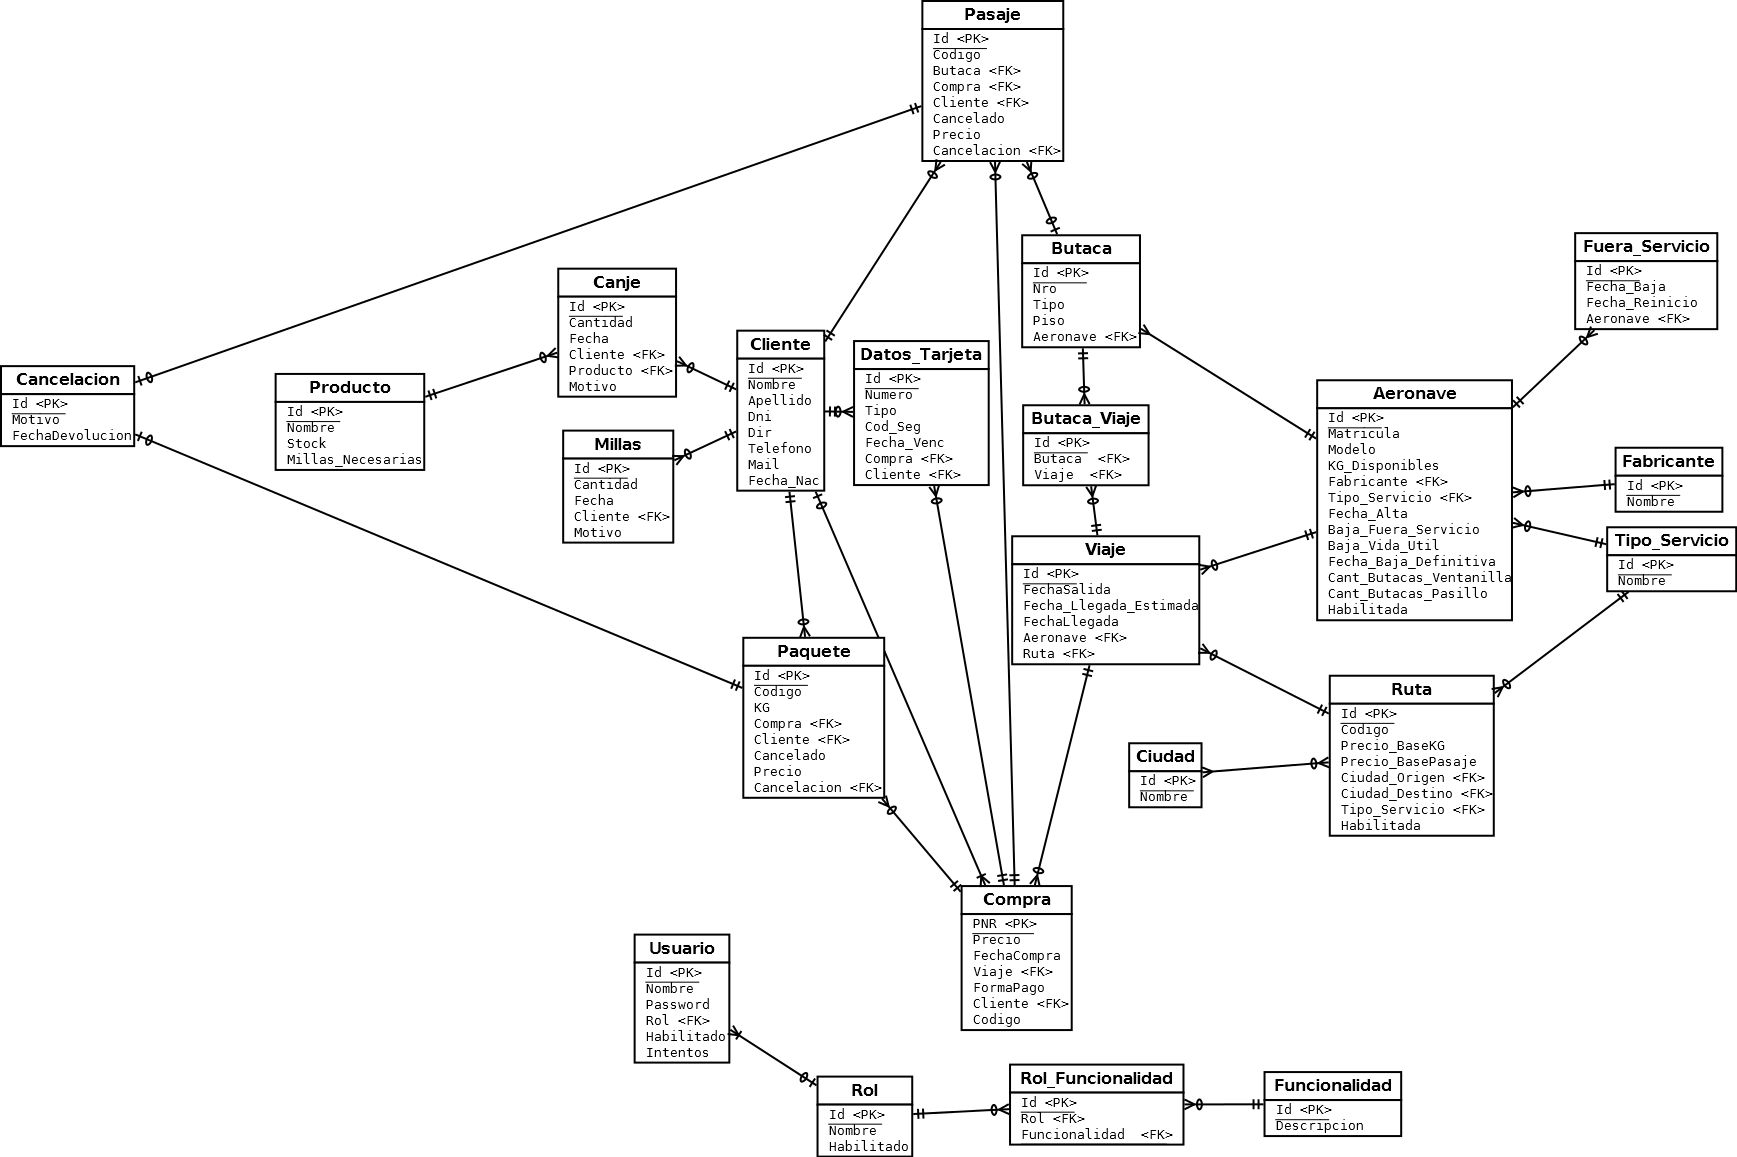 Pasaje
Id <PK>
Codigo
Butaca <FK>
Compra <FK>
Cliente <FK>
Cancelado
Precio
Cancelacion <FK>
Butaca
Id <PK>
Nro
Tipo
Piso
Aeronave <FK>
Fuera_Servicio
Id <PK>
Fecha_Baja
Fecha_Reinicio
Aeronave <FK>
Canje
Id <PK>
Cantidad
Fecha
Cliente <FK>
Producto <FK>
Motivo
Cliente
Id <PK>
Nombre
Apellido
Dni
Dir
Telefono
Mail
Fecha_Nac
Datos_Tarjeta
Id <PK>
Numero
Tipo
Cod_Seg
Fecha_Venc
Compra <FK>
Cliente <FK>
Cancelacion
Id <PK>
Motivo
FechaDevolucion
Producto
Id <PK>
Nombre
Stock
Millas_Necesarias
Aeronave
Id <PK>
Matricula
Modelo
KG_Disponibles
Fabricante <FK>
Tipo_Servicio <FK>
Fecha_Alta
Baja_Fuera_Servicio
Baja_Vida_Util
Fecha_Baja_Definitiva
Cant_Butacas_Ventanilla
Cant_Butacas_Pasillo
Habilitada
Butaca_Viaje
Id <PK>
Butaca  <FK>
Viaje  <FK>
Millas
Id <PK>
Cantidad
Fecha
Cliente <FK>
Motivo
Fabricante
Id <PK>
Nombre
Tipo_Servicio
Id <PK>
Nombre
Viaje
Id <PK>
FechaSalida
Fecha_Llegada_Estimada
FechaLlegada
Aeronave <FK>
Ruta <FK>
Paquete
Id <PK>
Codigo
KG
Compra <FK>
Cliente <FK>
Cancelado
Precio
Cancelacion <FK>
Ruta
Id <PK>
Codigo
Precio_BaseKG
Precio_BasePasaje
Ciudad_Origen <FK>
Ciudad_Destino <FK>
Tipo_Servicio <FK>
Habilitada
Ciudad
Id <PK>
Nombre
Compra
PNR <PK>
Precio
FechaCompra
Viaje <FK>
FormaPago
Cliente <FK>
Codigo
Usuario
Id <PK>
Nombre
Password
Rol <FK>
Habilitado
Intentos
Rol
Id <PK>
Nombre
Habilitado
Rol_Funcionalidad
Id <PK>
Rol <FK>
Funcionalidad  <FK>
Funcionalidad
Id <PK>
Descripcion